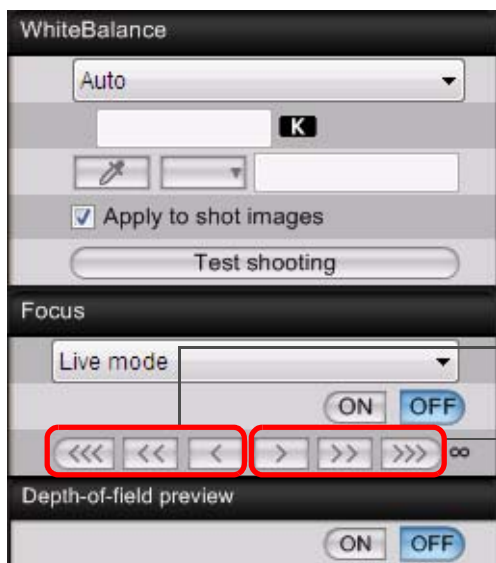 WhiteBalance
Auto
K
Apply to shot images
Test shooting
Focus
Live mode
ON OFF
<<< << < > >> >>> ∞
Depth-of-field preview
ON OFF